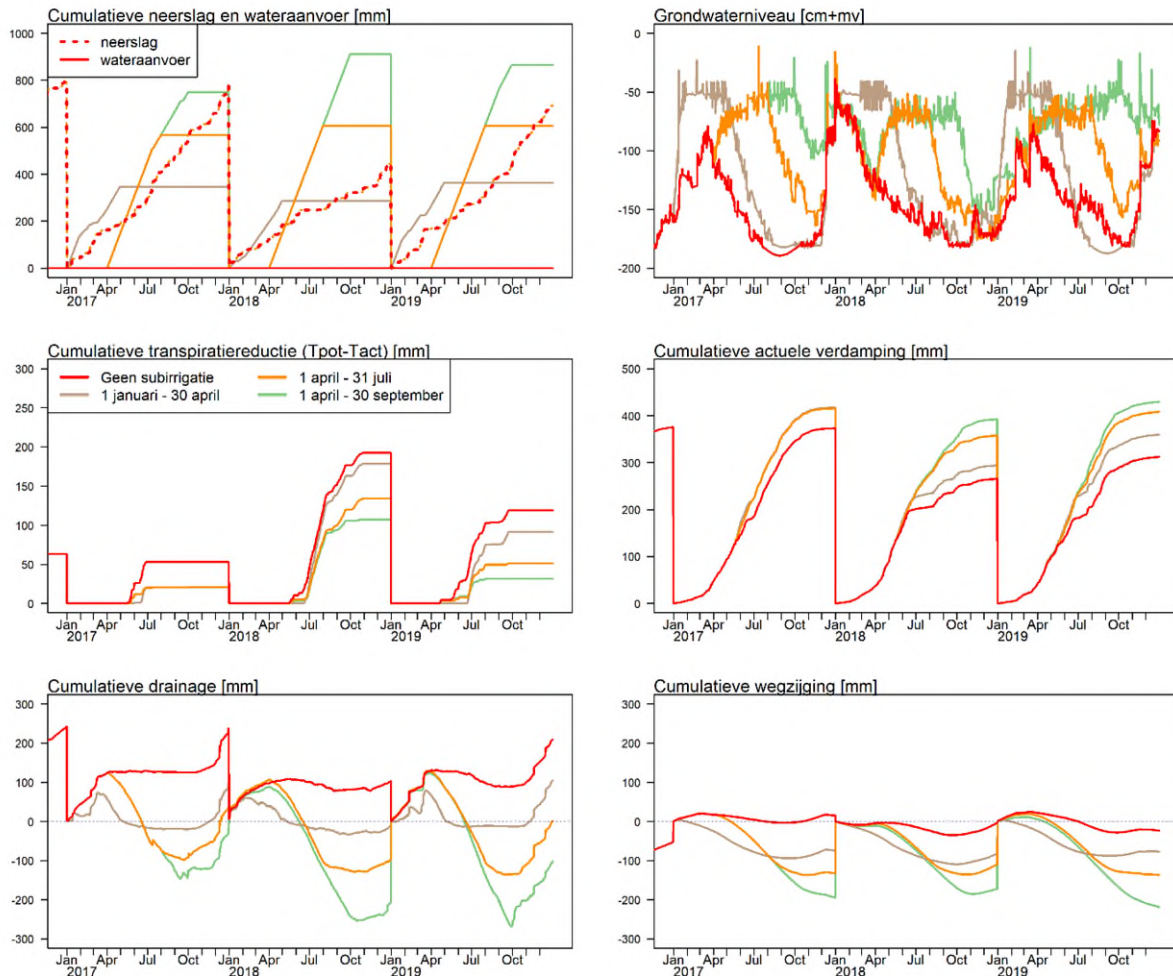 Cumulatieve neerslag en wateraanvoer [mm]
1000
800
600
400
200
0
neerslag
wateraanvoer
Jan Apr Jul Oct Jan Apr Jul Oct Jan Apr Jul Oct
2017 2018 2019
Grondwaterniveau [cm+mv]
0
-50
-100
-150
-200
Jan Apr Jul Oct Jan Apr Jul Oct Jan Apr Jul Oct
2017 2018 2019
Cumulatieve transpiratiereductie (Tpot-Tact) [mm]
300
250
200
150
100
50
0
Geen subirrigatie
1 januari - 30 april
1 april - 31 juli
1 april - 30 september
Jan Apr Jul Oct Jan Apr Jul Oct Jan Apr Jul Oct
2017 2018 2019
Cumulatieve actuele verdamping [mm]
500
400
300
200
100
0
Jan Apr Jul Oct Jan Apr Jul Oct Jan Apr Jul Oct
2017 2018 2019
Cumulatieve drainage [mm]
300
200
100
0
-100
-200
-300
Jan Apr Jul Oct Jan Apr Jul Oct Jan Apr Jul Oct
2017 2018 2019
Cumulatieve wegzijging [mm]
300
200
100
0
-100
-200
-300
Jan Apr Jul Oct Jan Apr Jul Oct Jan Apr Jul Oct
2017 2018 2019